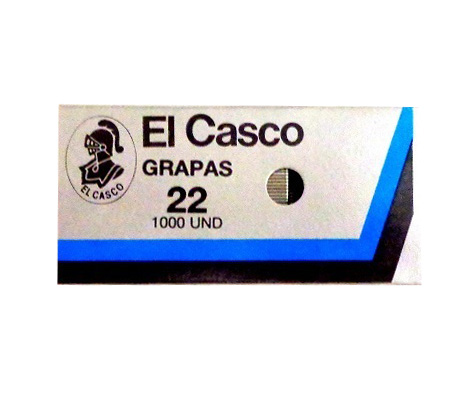 El Casco
GRAPAS
22
1000 UND
EL CASCO